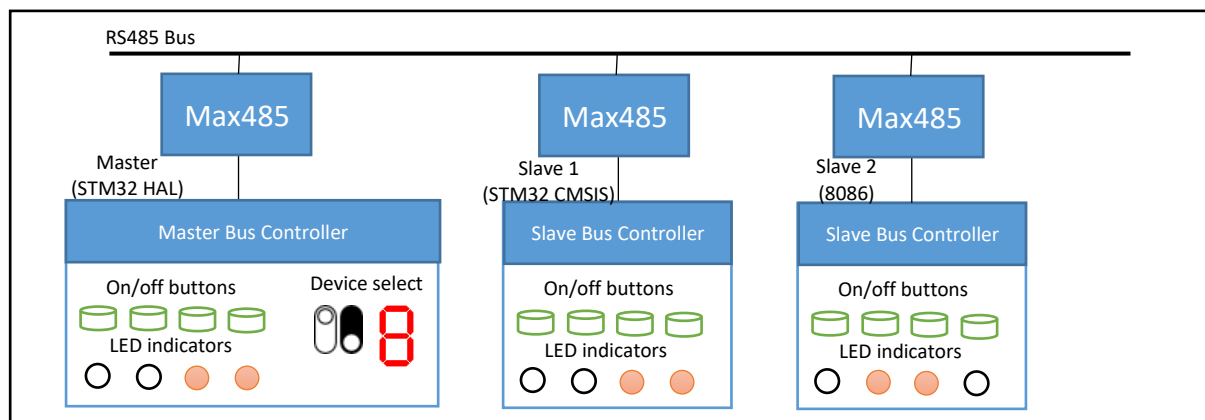 RS485 Bus
Max485
Max485
Max485
Master
(STM32 HAL)
Slave 1
(STM32 CMSIS)
Slave 2
(8086)
Master Bus Controller
Slave Bus Controller
Slave Bus Controller
On/off buttons
Device select
8
LED indicators
On/off buttons
LED indicators
On/off buttons
LED indicators